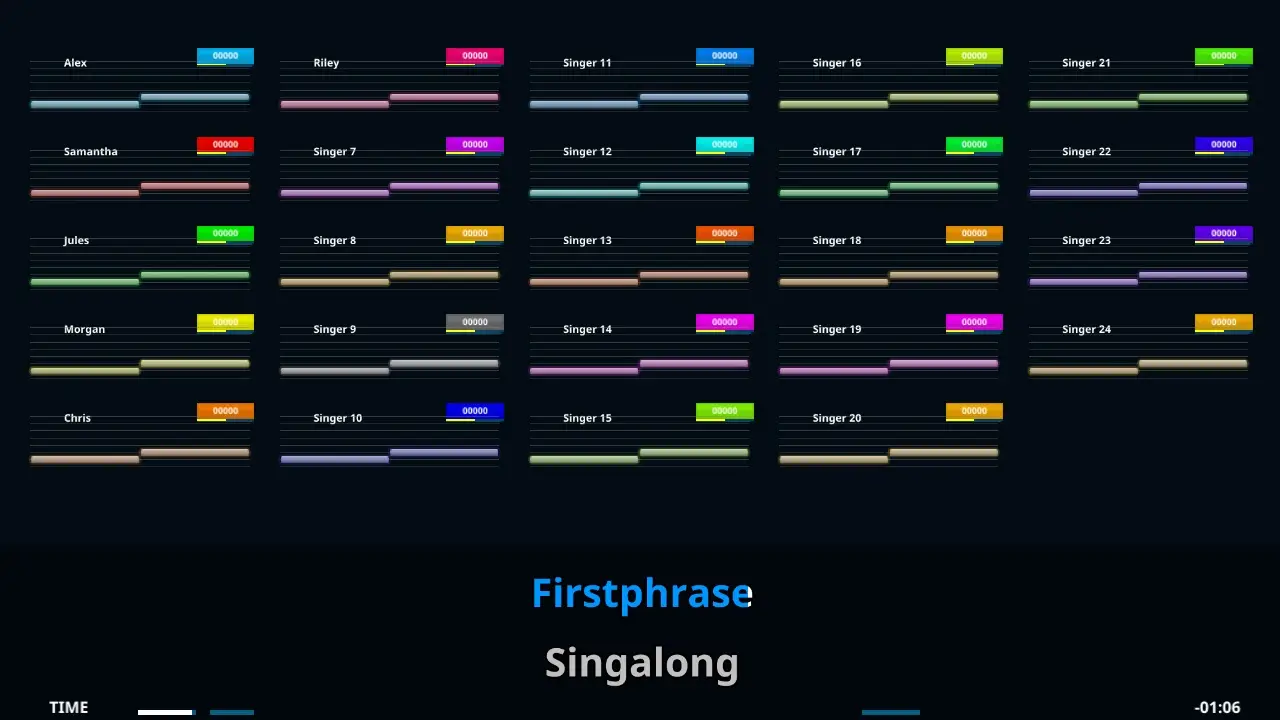 Alex 00000
Riley 00000
Singer 11 00000
Singer 16 00000
Singer 21 00000
Samantha 00000
Singer 7 00000
Singer 12 00000
Singer 17 00000
Singer 22 00000
Jules 00000
Singer 8 00000
Singer 13 00000
Singer 18 00000
Singer 23 00000
Morgan 00000
Singer 9 00000
Singer 14 00000
Singer 19 00000
Singer 24 00000
Chris 00000
Singer 10 00000
Singer 15 00000
Singer 20 00000
Firstphrase
Singalong
TIME -01:06